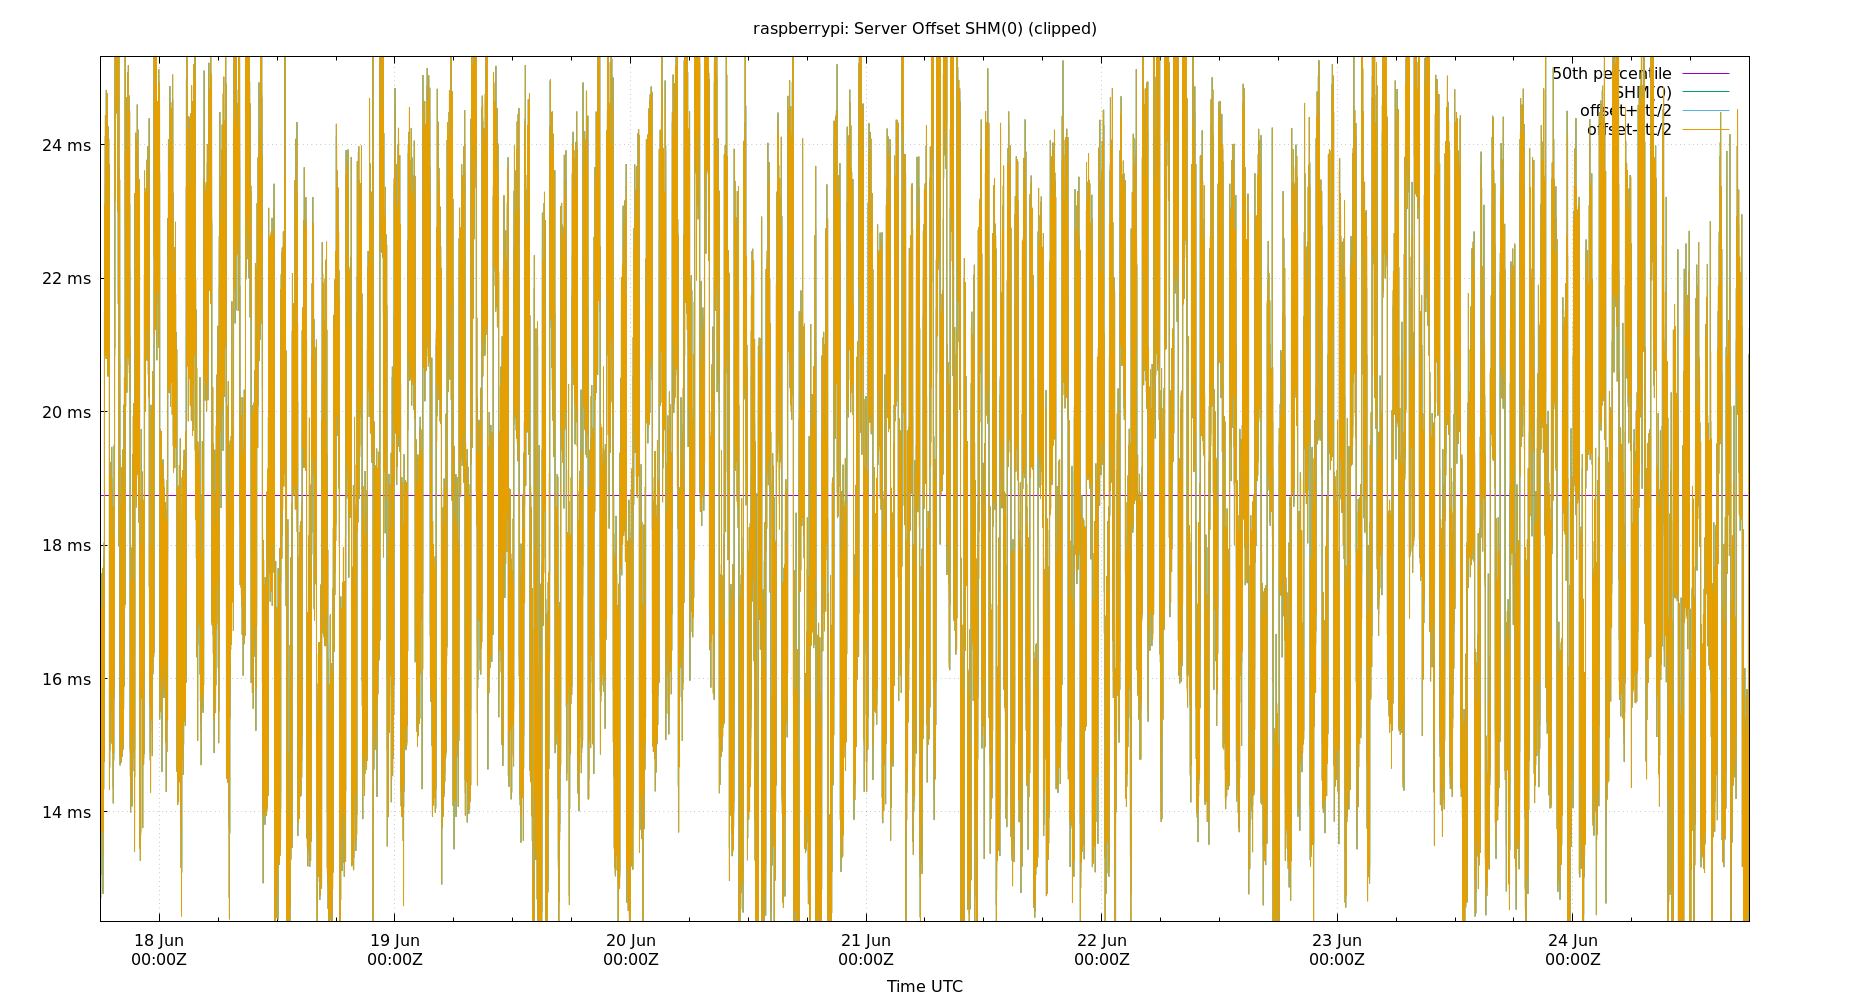 raspberrypi: Server Offset SHM(0) (clipped)
50th percentile
SHM(0)
offset+rtc/2
offset-rtc/2
24 ms
22 ms
20 ms
18 ms
16 ms
14 ms
18 Jun 19 Jun 20 Jun 21 Jun 22 Jun 23 Jun 24 Jun
00:00Z 00:00Z 00:00Z 00:00Z 00:00Z 00:00Z 00:00Z
Time UTC